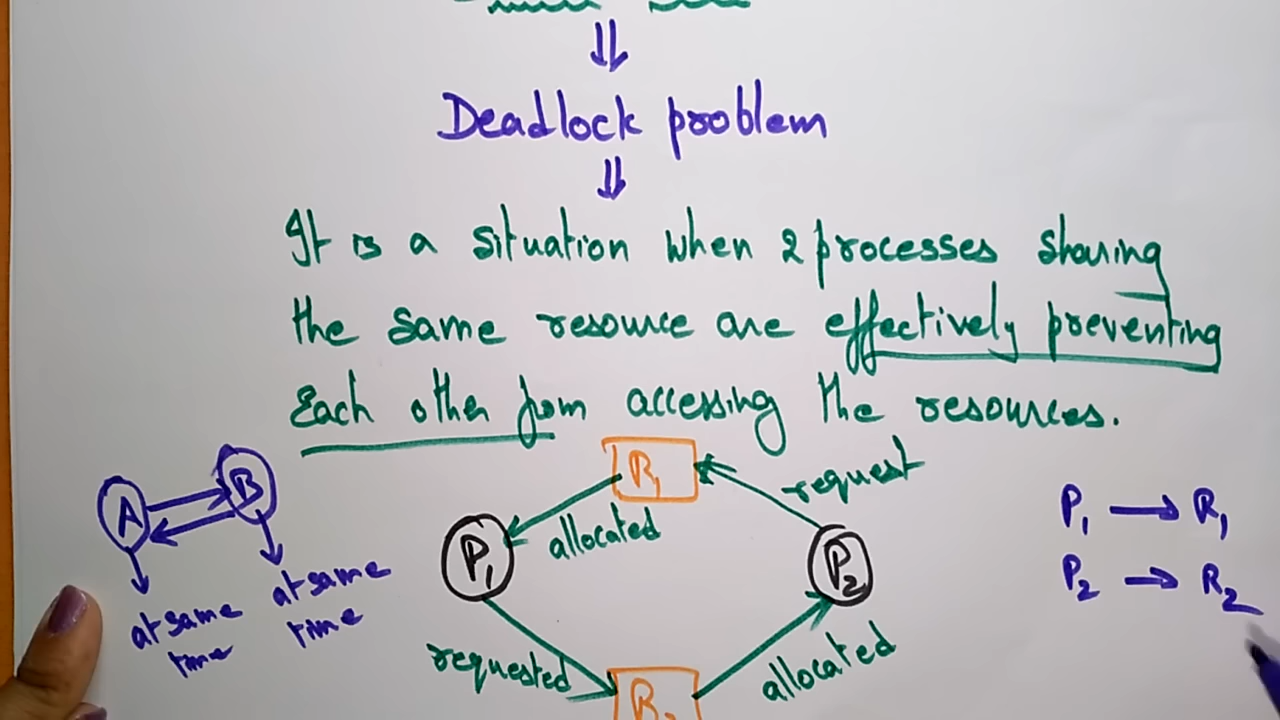 Deadlock problem
It is a situation when 2 processes sharing
the same resource are effectively preventing
Each other from accessing the resources.
R1
request
allocated
A
B
P1
P2
P1 → R1
P2 → R2
at same
time
at same
time
requested
allocated